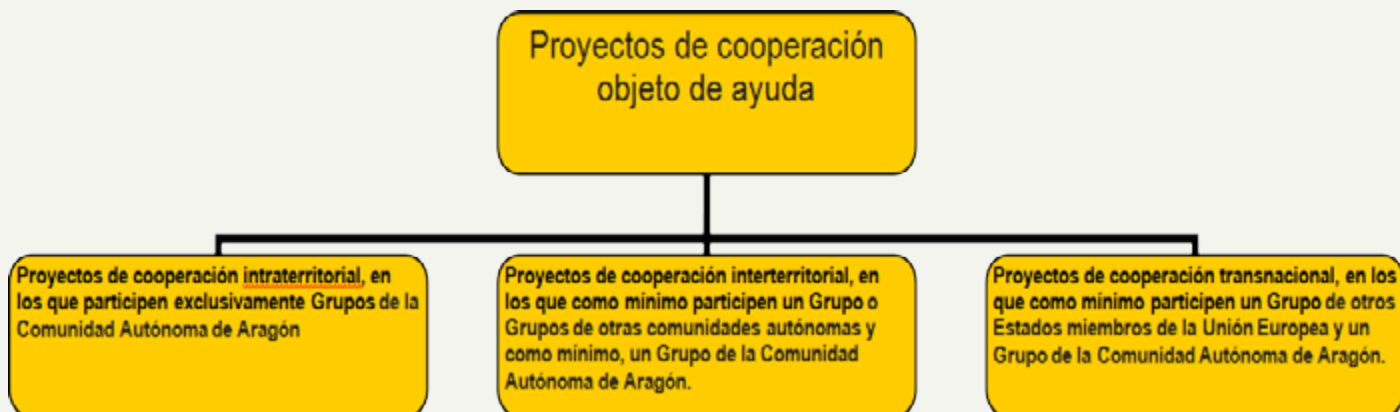 Proyectos de cooperación
objeto de ayuda
Proyectos de cooperación intraterritorial, en
los que participen exclusivamente Grupos de la
Comunidad Autónoma de Aragón
Proyectos de cooperación interterritorial, en
los que como mínimo participen un Grupo o
Grupos de otras comunidades autónomas y
como mínimo, un Grupo de la Comunidad
Autónoma de Aragón.
Proyectos de cooperación transnacional, en los
que como mínimo participen un Grupo de otros
Estados miembros de la Unión Europea y un
Grupo de la Comunidad Autónoma de Aragón.